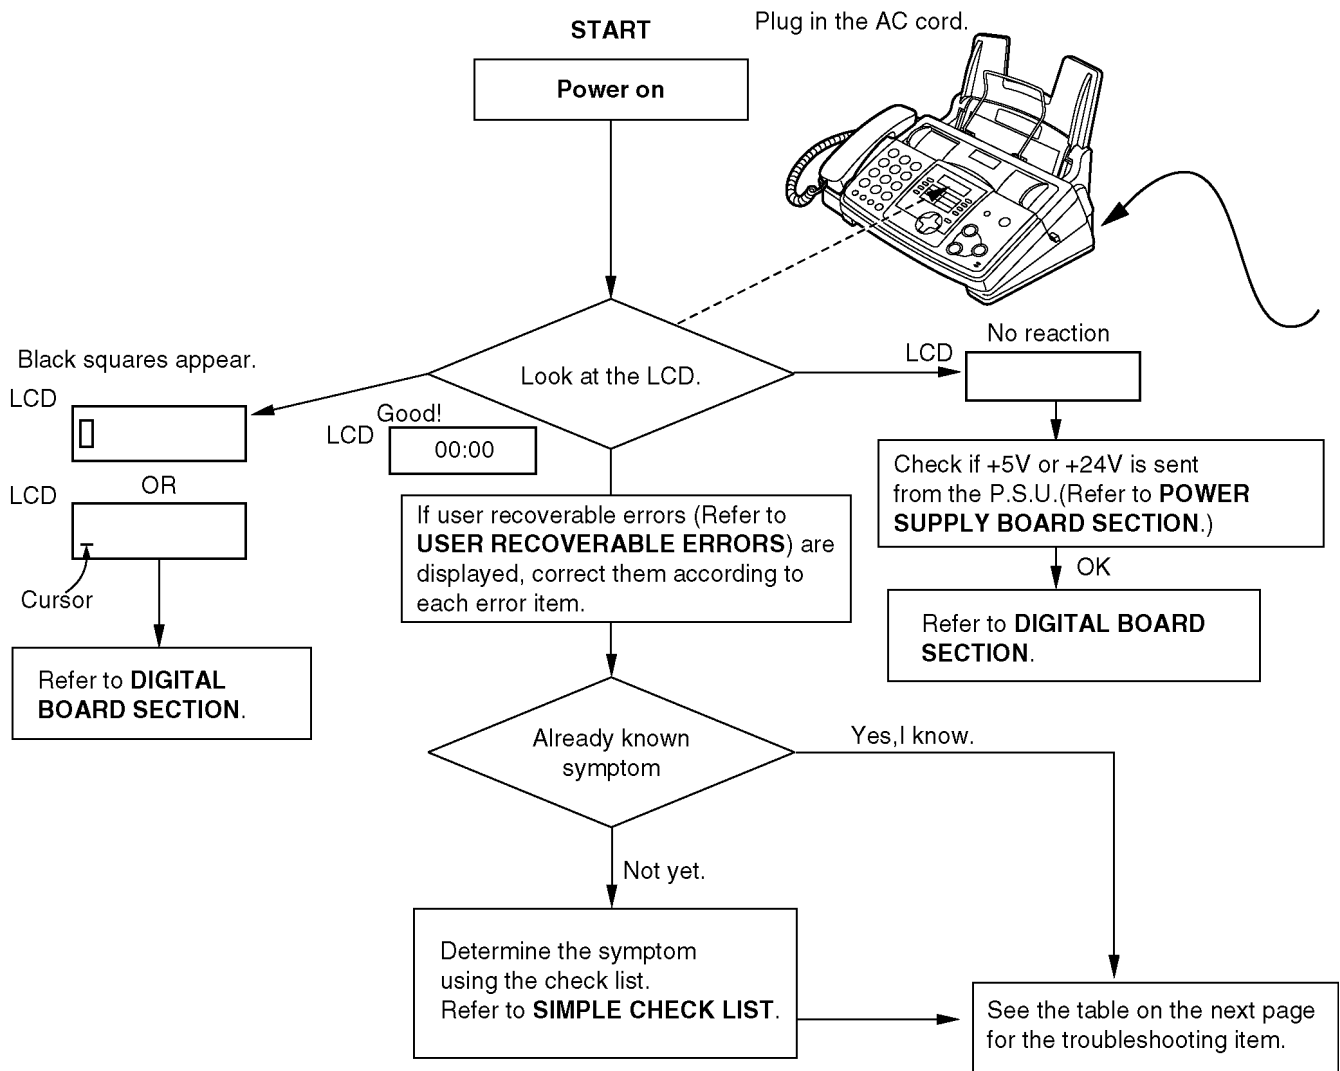 START
Plug in the AC cord.
Power on
Look at the LCD.
No reaction
LCD
Black squares appear.
LCD
OR
LCD
Cursor
Refer to DIGITAL
BOARD SECTION.
Good!
LCD
00:00
If user recoverable errors (Refer to
USER RECOVERABLE ERRORS) are
displayed, correct them according to
each error item.
Check if +5V or +24V is sent
from the P.S.U.(Refer to POWER
SUPPLY BOARD SECTION.)
OK
Refer to DIGITAL BOARD
SECTION.
Already known
symptom
Yes,I know.
Not yet.
Determine the symptom
using the check list.
Refer to SIMPLE CHECK LIST.
See the table on the next page
for the troubleshooting item.